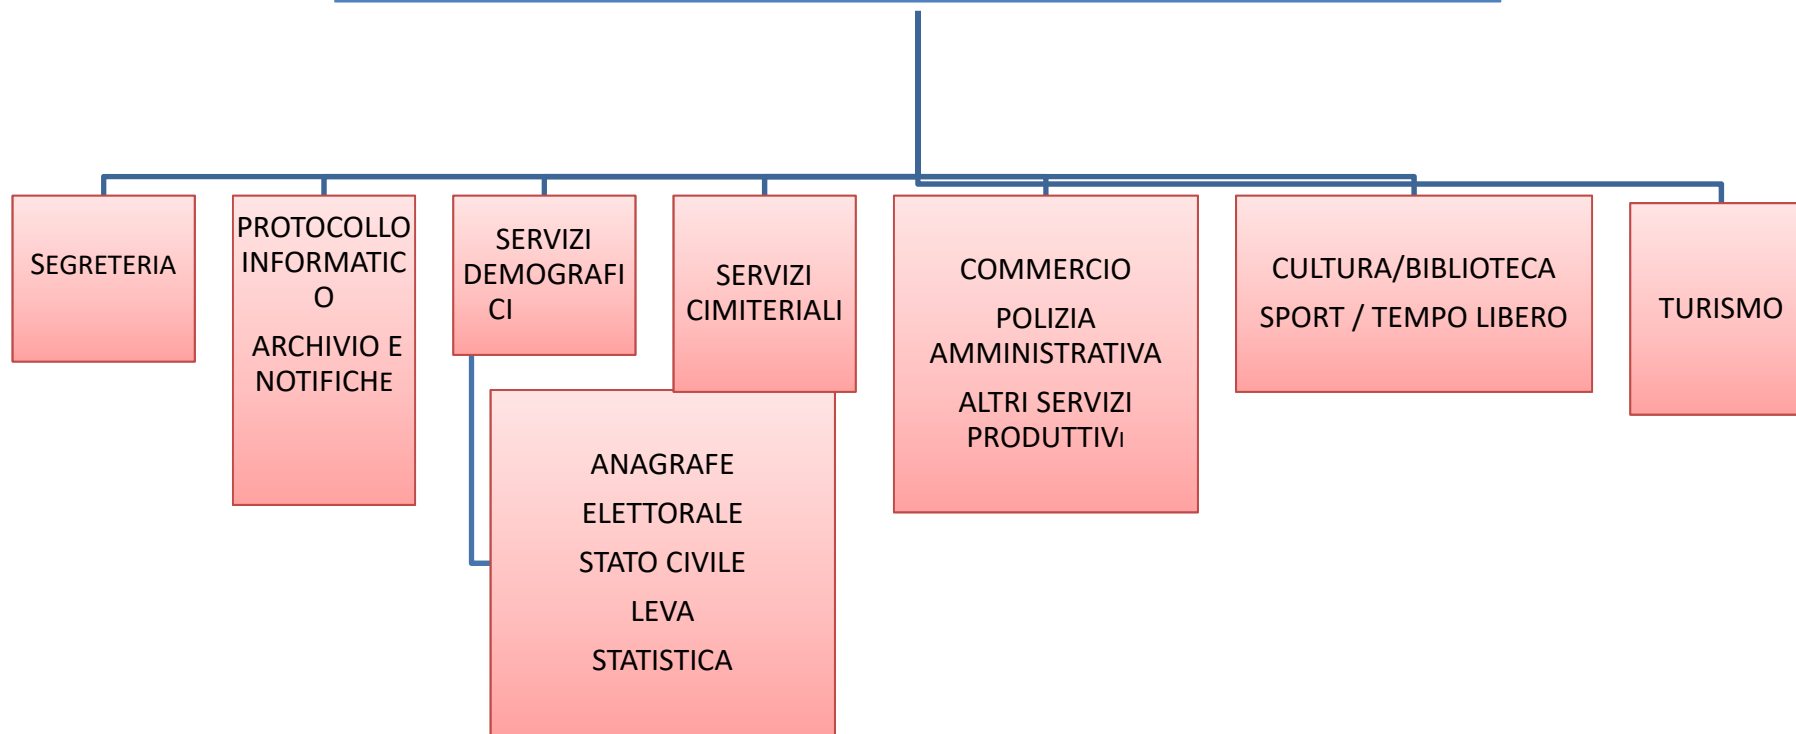 SEGRETERIA
PROTOCOLLO
INFORMATIC
O
ARCHIVIO E
NOTIFICHE
SERVIZI
DEMOGRAFI
CI
SERVIZI
CIMITERIALI
COMMERCIO
POLIZIA
AMMINISTRATIVA
ALTRI SERVIZI
PRODUTTIVI
CULTURA/BIBLIOTECA
SPORT / TEMPO LIBERO
TURISMO
ANAGRAFE
ELETTORALE
STATO CIVILE
LEVA
STATISTICA